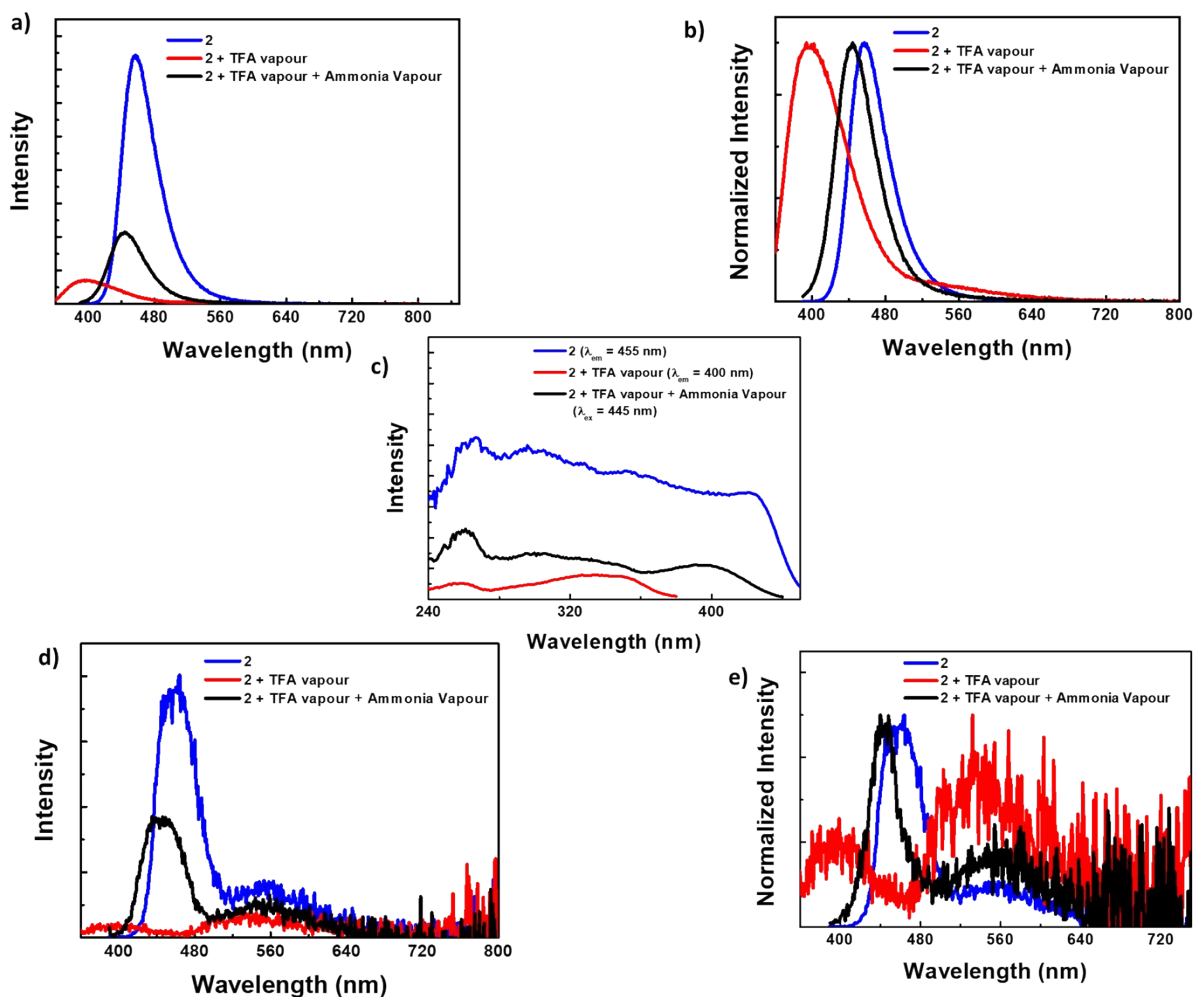 a)
2
2 + TFA vapour
2 + TFA vapour + Ammonia Vapour
Intensity
400 480 560 640 720 800
Wavelength (nm)
b)
2
2 + TFA vapour
2 + TFA vapour + Ammonia Vapour
Normalized Intensity
400 480 560 640 720 800
Wavelength (nm)
c)
2 (λem = 455 nm)
2 + TFA vapour (λem = 400 nm)
2 + TFA vapour + Ammonia Vapour
(λex = 445 nm)
Intensity
240 320 400
Wavelength (nm)
d)
2
2 + TFA vapour
2 + TFA vapour + Ammonia Vapour
Intensity
400 480 560 640 720 800
Wavelength (nm)
e)
2
2 + TFA vapour
2 + TFA vapour + Ammonia Vapour
Normalized Intensity
400 480 560 640 720
Wavelength (nm)